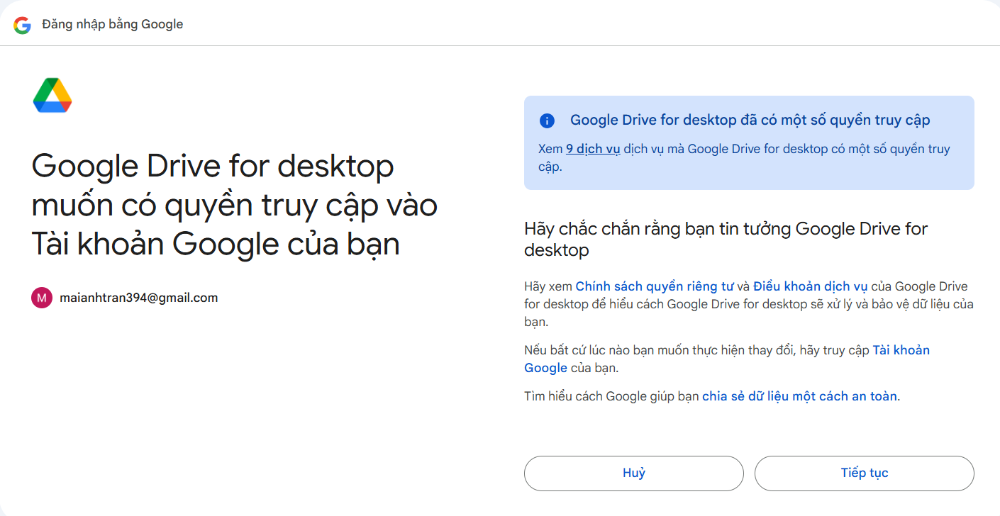 Đăng nhập bằng Google
Google Drive for desktop
muốn có quyền truy cập vào
Tài khoản Google của bạn
M
maianhtran394@gmail.com
Google Drive for desktop đã có một số quyền truy cập
Xem 9 dịch vụ dịch vụ mà Google Drive for desktop có một số quyền truy
cập.
Hãy chắc chắn rằng bạn tin tưởng Google Drive for
desktop
Hãy xem Chính sách quyền riêng tư và Điều khoản dịch vụ của Google Drive
for desktop để hiểu cách Google Drive for desktop sẽ xử lý và bảo vệ dữ liệu của
bạn.
Nếu bất cứ lúc nào bạn muốn thực hiện thay đổi, hãy truy cập Tài khoản
Google của bạn.
Tìm hiểu cách Google giúp bạn chia sẻ dữ liệu một cách an toàn.
Huỷ
Tiếp tục